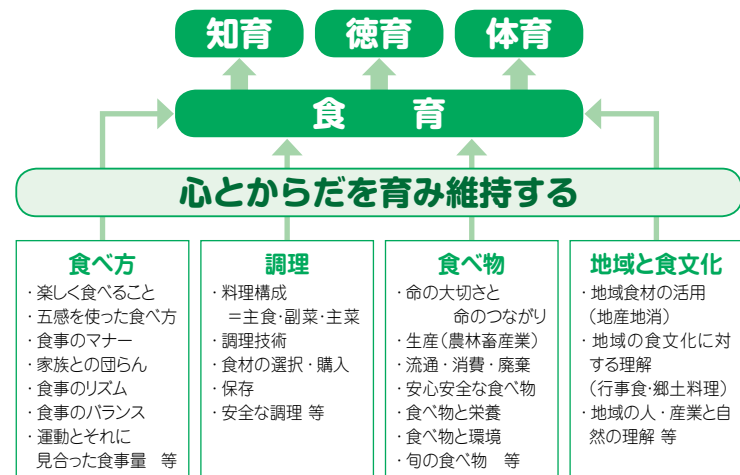 知育
徳育
体育
食 育
心とからだを育み維持する
食べ方
・楽しく食べること
・五感を使った食べ方
・食事のマナー
・家族との団らん
・食事のリズム
・食事のバランス
・運動とそれに
見合った食事量 等
調理
・料理構成
＝主食・副菜・主菜
・調理技術
・食材の選択・購入
・保存
・安全な調理 等
食べ物
・命の大切さと
命のつながり
・生産（農林畜産業）
・流通・消費・廃棄
・安心安全な食べ物
・食べ物と栄養
・食べ物と環境
・旬の食べ物 等
地域と食文化
・地域食材の活用
（地産地消）
・地域の食文化に対
する理解
（行事食・郷土料理）
・地域の人・産業と自
然の理解 等